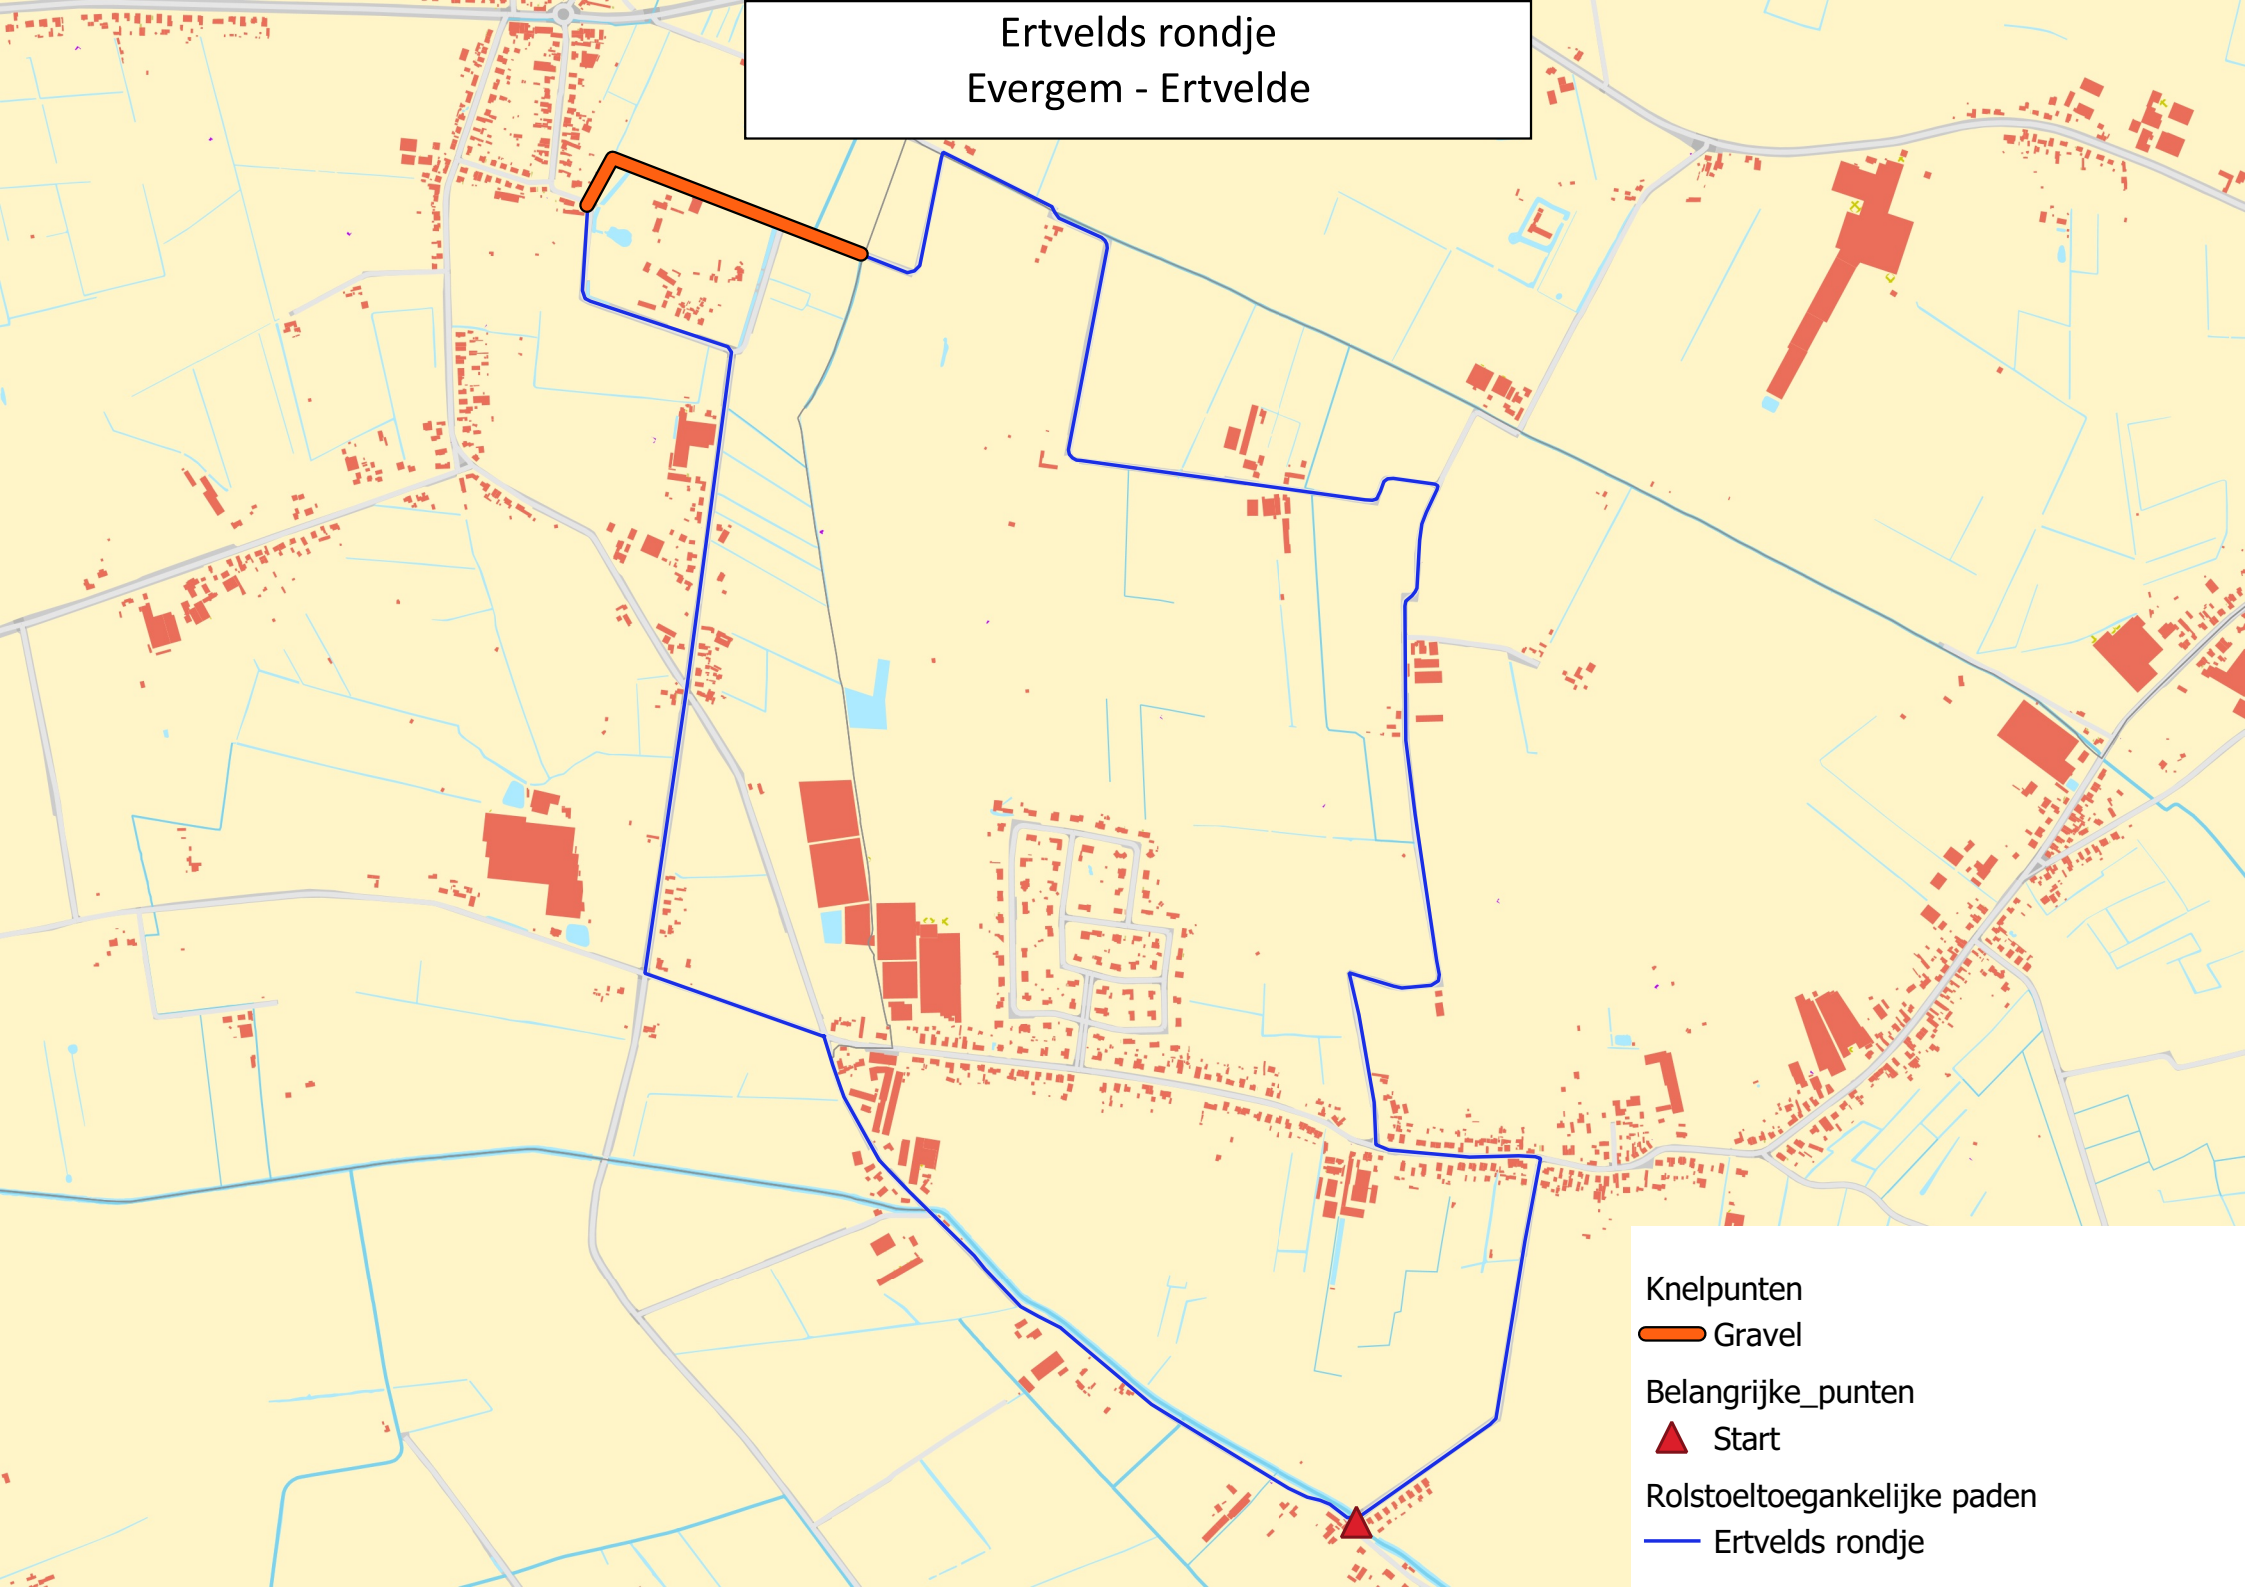 Ertvelds rondje
Evergem - Ertvelde
Knelpunten
Gravel
Belangrijke_punten
Start
Rolstoeltoegankelijke paden
Ertvelds rondje